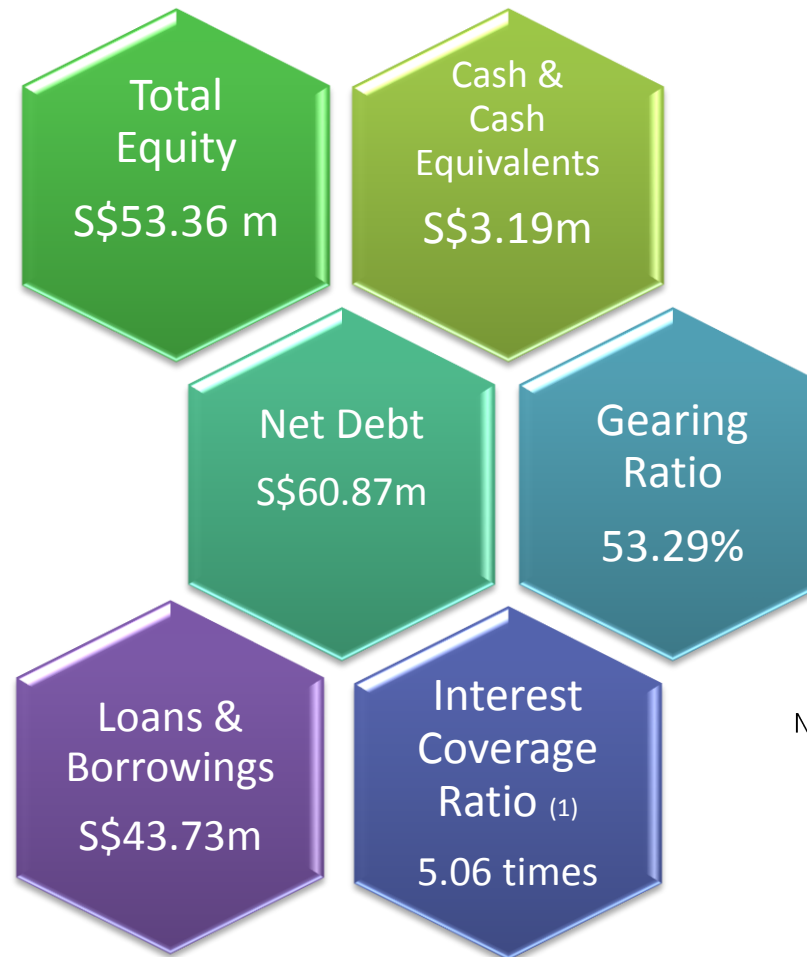 Total
Equity
S$53.36 m
Cash &
Cash
Equivalents
S$3.19m
Net Debt
S$60.87m
Gearing
Ratio
53.29%
Loans &
Borrowings
S$43.73m
Interest
Coverage
Ratio (1)
5.06 times
N